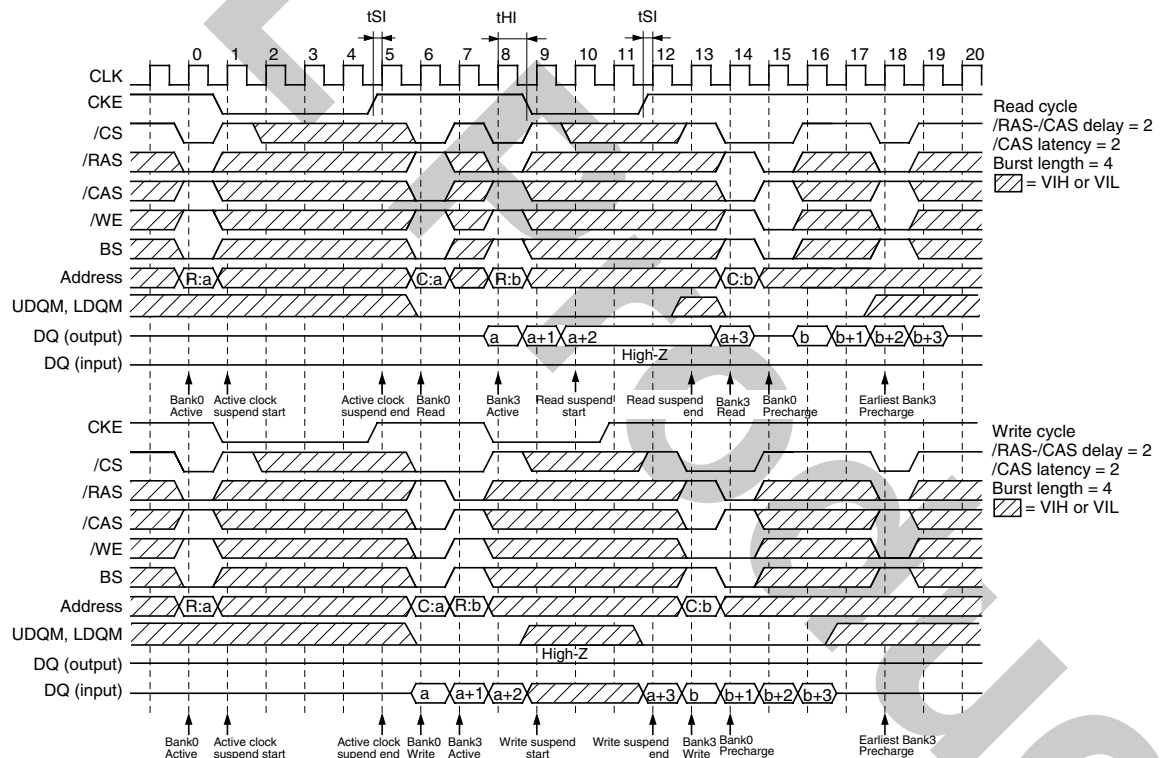 tSI tHI tSI
0 1 2 3 4 5 6 7 8 9 10 11 12 13 14 15 16 17 18 19 20
CLK
CKE
/CS
/RAS
/CAS
/WE
BS
Address R:a C:a R:b C:b
UDQM, LDQM
DQ (output) a a+1 a+2 a+3 b b+1 b+2 b+3
High-Z
DQ (input)
Bank0 Active
Active clock suspend start
Active clock suspend end
Bank0 Read
Bank3 Active
Read suspend start
Read suspend end
Bank3 Read
Bank0 Precharge
Earliest Bank3 Precharge
Read cycle
/RAS-/CAS delay = 2
/CAS latency = 2
Burst length = 4
= VIH or VIL
CKE
/CS
/RAS
/CAS
/WE
BS
Address R:a C:a R:b C:b
UDQM, LDQM
High-Z
DQ (output)
DQ (input) a a+1 a+2 a+3 b b+1 b+2 b+3
Bank0 Active
Active clock suspend start
Active clock supend end
Bank0 Write
Bank3 Active
Write suspend start
Write suspend end
Bank3 Write
Bank0 Precharge
Earliest Bank3 Precharge
Write cycle
/RAS-/CAS delay = 2
/CAS latency = 2
Burst length = 4
= VIH or VIL